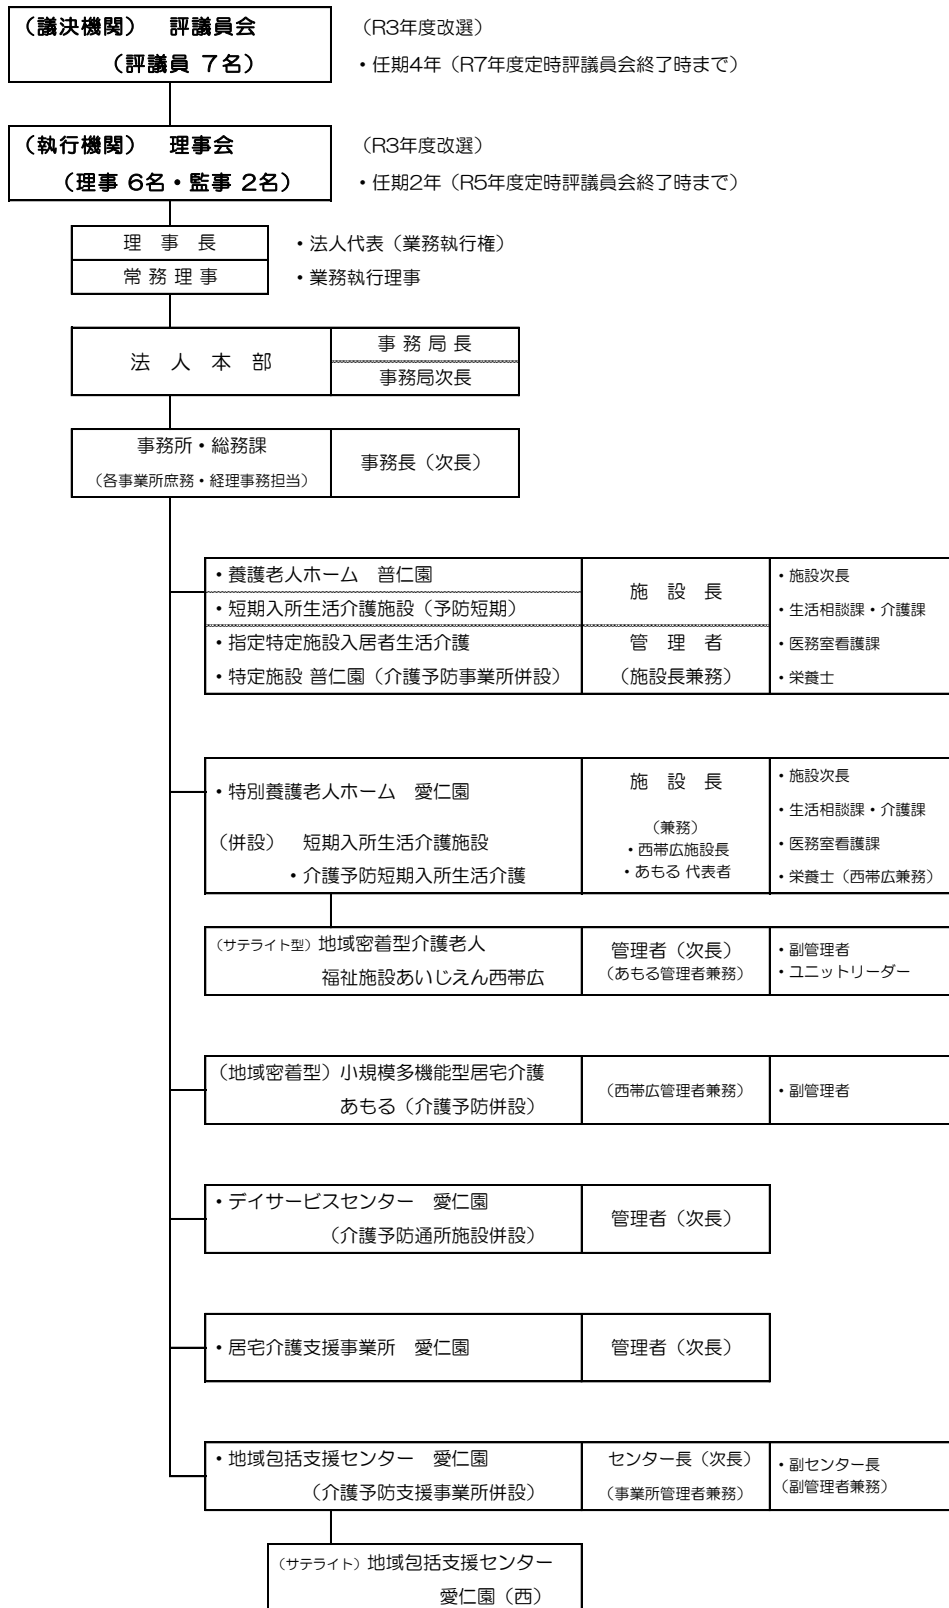 （議決機関）　評議員会
（評議員 ７名）
（R3年度改選）
・任期4年（R7年度定時評議員会終了時まで）
（執行機関）　理事会
（理事 6名・監事 2名）
（R3年度改選）
・任期2年（R5年度定時評議員会終了時まで）
理　事　長
・法人代表（業務執行権）
常 務 理 事
・業務執行理事
法　人　本　部
事 務 局 長
事務局次長
事務所・総務課
（各事業所庶務・経理事務担当）
事務長（次長）
・養護老人ホーム　普仁園
・短期入所生活介護施設（予防短期）
施　設　長
・指定特定施設入居者生活介護
・特定施設 普仁園（介護予防事業所併設）
管　理　者
（施設長兼務）
・施設次長
・生活相談課・介護課
・医務室看護課
・栄養士
・特別養護老人ホーム　愛仁園
（併設）　短期入所生活介護施設
・介護予防短期入所生活介護
施　設　長
（兼務）
・西帯広施設長
・あもる 代表者
・施設次長
・生活相談課・介護課
・医務室看護課
・栄養士（西帯広兼務）
（サテライト型）地域密着型介護老人
福祉施設あいじえん西帯広
管理者（次長）
（あもる管理者兼務）
・副管理者
・ユニットリーダー
（地域密着型）小規模多機能型居宅介護
あもる（介護予防併設）
（西帯広管理者兼務）
・副管理者
・デイサービスセンター　愛仁園
（介護予防通所施設併設）
管理者（次長）
・居宅介護支援事業所　愛仁園
管理者（次長）
・地域包括支援センター　愛仁園
（介護予防支援事業所併設）
センター長（次長）
（事業所管理者兼務）
・副センター長
（副管理者兼務）
（サテライト）地域包括支援センター
愛仁園（西）